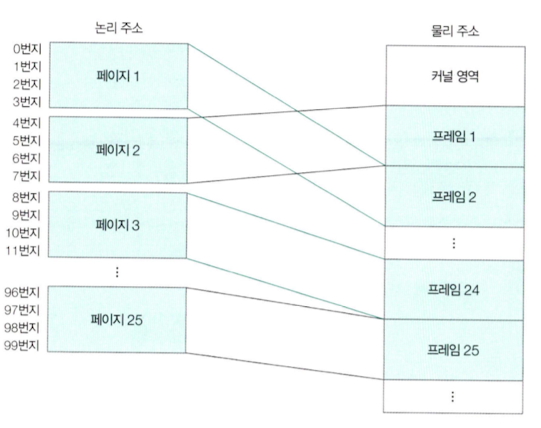 논리 주소
물리 주소
0번지
1번지
2번지
3번지
페이지 1
4번지
5번지
6번지
7번지
페이지 2
8번지
9번지
10번지
11번지
페이지 3
⋮
96번지
97번지
98번지
99번지
페이지 25
커널 영역
프레임 1
프레임 2
⋮
프레임 24
프레임 25
⋮